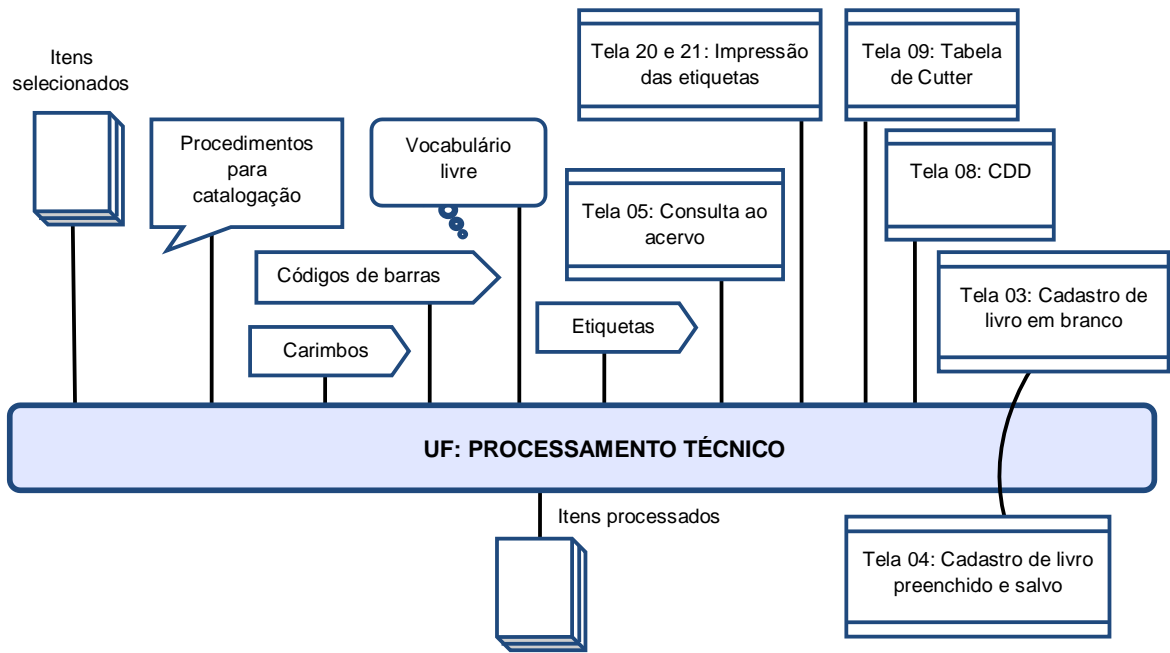 Itens
selecionados
Procedimentos
para
catalogação
Vocabulário
livre
Tela 20 e 21: Impressão
das etiquetas
Tela 09: Tabela
de Cutter
Tela 08: CDD
Tela 05: Consulta ao
acervo
Códigos de barras
Tela 03: Cadastro de
livro em branco
Etiquetas
Carimbos
UF: PROCESSAMENTO TÉCNICO
Itens processados
Tela 04: Cadastro de livro
preenchido e salvo